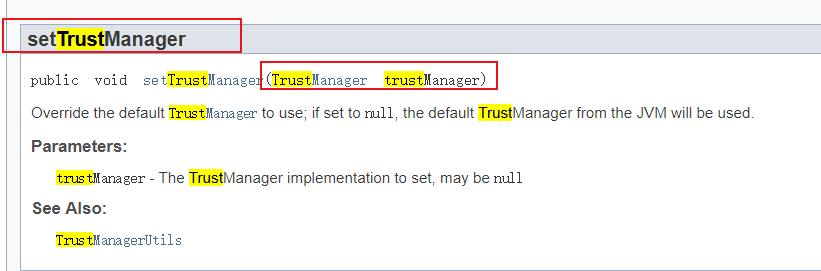 setTrustManager
public void setTrustManager(TrustManager trustManager)
Override the default TrustManager to use; if set to null, the default TrustManager from the JVM will be used.
Parameters:
trustManager - The TrustManager implementation to set, may be null
See Also:
TrustManagerUtils